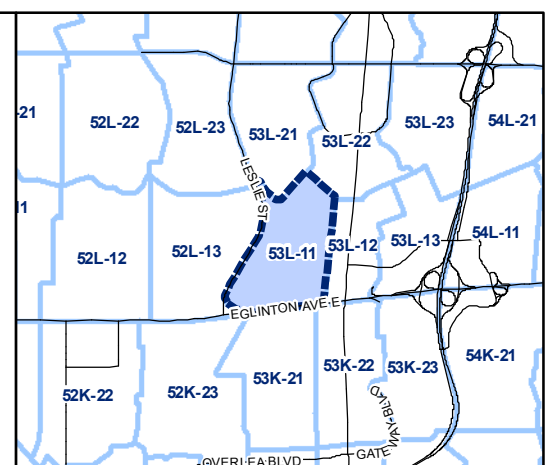 -21
52L-22
52L-23
53L-21
53L-22
53L-23
54L-21
LESLIE ST
52L-12
52L-13
53L-11
53L-12
53L-13
54L-11
EGLINTON AVE E
52K-22
52K-23
53K-21
53K-22
53K-23
54K-21
OVERLEA BLVD
GATEWAY BLVD